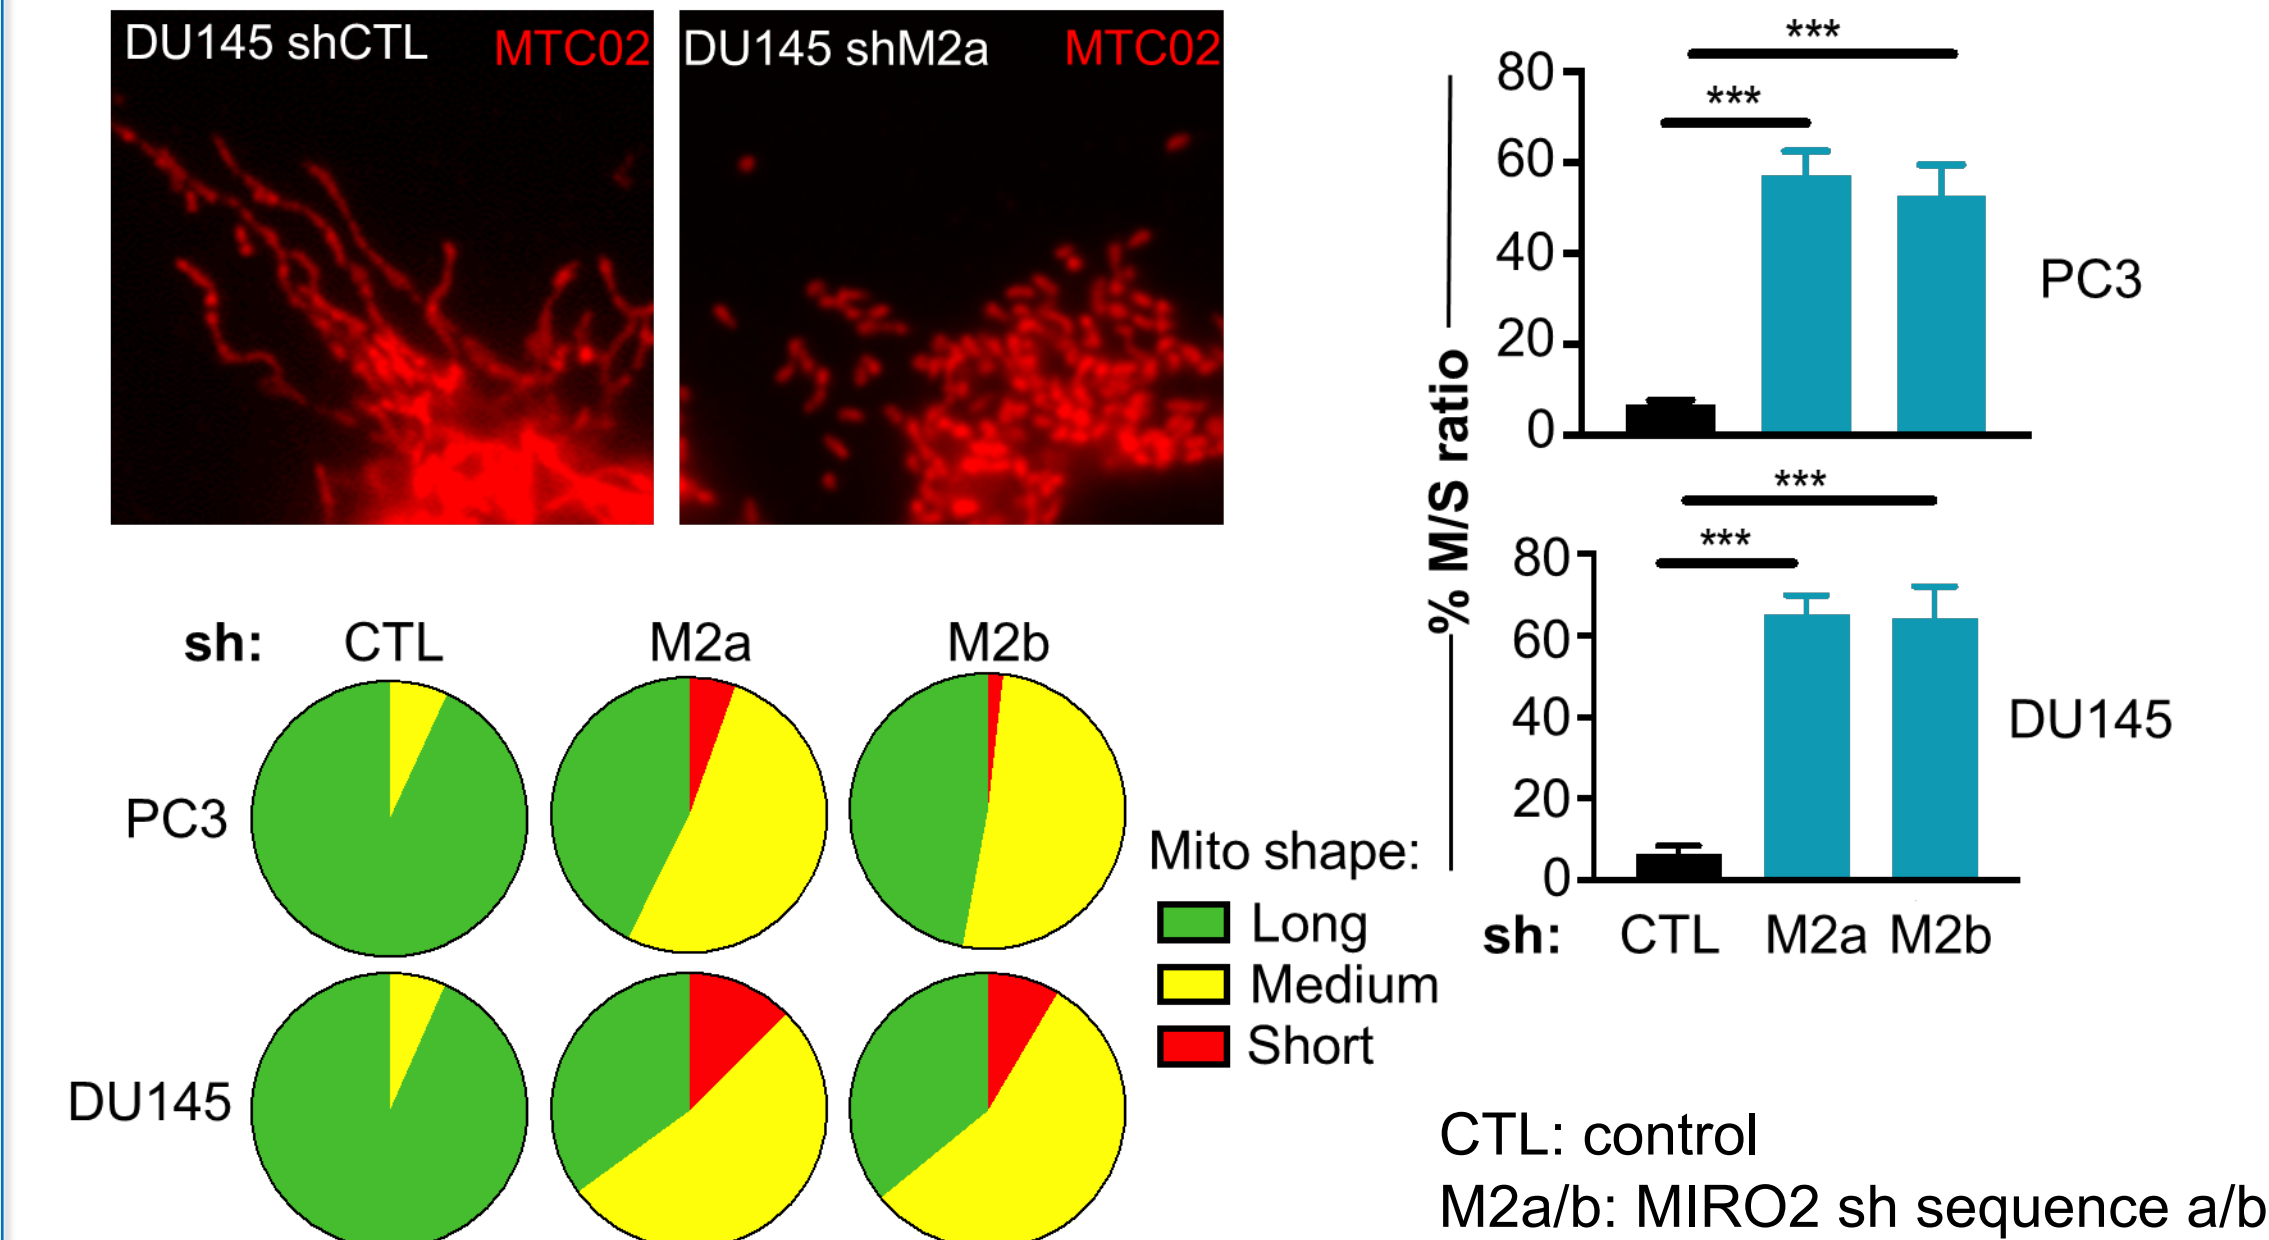 DU145 shCTL MTC02
DU145 shM2a MTC02
sh: CTL M2a M2b
PC3
DU145
Mito shape:
Long
Medium
Short
% M/S ratio
***
***
80
60
40
20
0
PC3
***
***
80
60
40
20
0
DU145
sh: CTL M2a M2b
CTL: control
M2a/b: MIRO2 sh sequence a/b